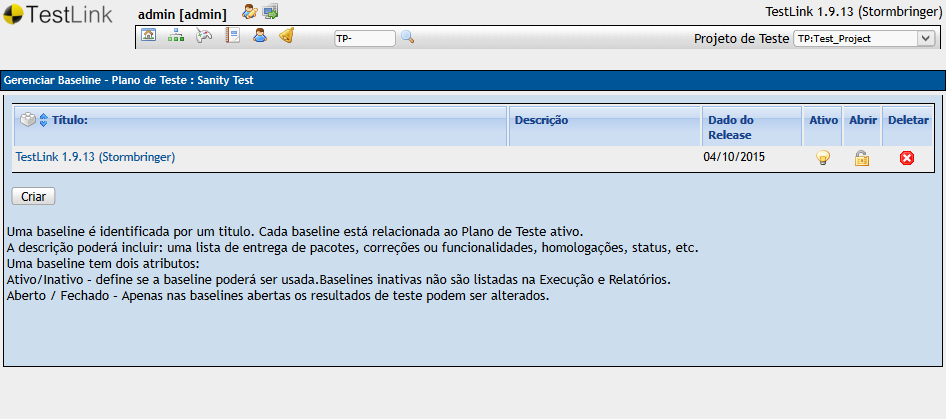 TestLink
admin [admin]
TestLink 1.9.13 (Stormbringer)
TP-
Projeto de Teste
TP:Test_Project
Gerenciar Baseline - Plano de Teste : Sanity Test
Título:
Descrição
Dado do
Release
Ativo
Abrir
Deletar
TestLink 1.9.13 (Stormbringer)
04/10/2015
Criar
Uma baseline é identificada por um titulo. Cada baseline está relacionada ao Plano de Teste ativo.
A descrição poderá incluir: uma lista de entrega de pacotes, correções ou funcionalidades, homologações, status, etc.
Uma baseline tem dois atributos:
Ativo/Inativo - define se a baseline poderá ser usada.Baselines inativas não são listadas na Execução e Relatórios.
Aberto / Fechado - Apenas nas baselines abertas os resultados de teste podem ser alterados.